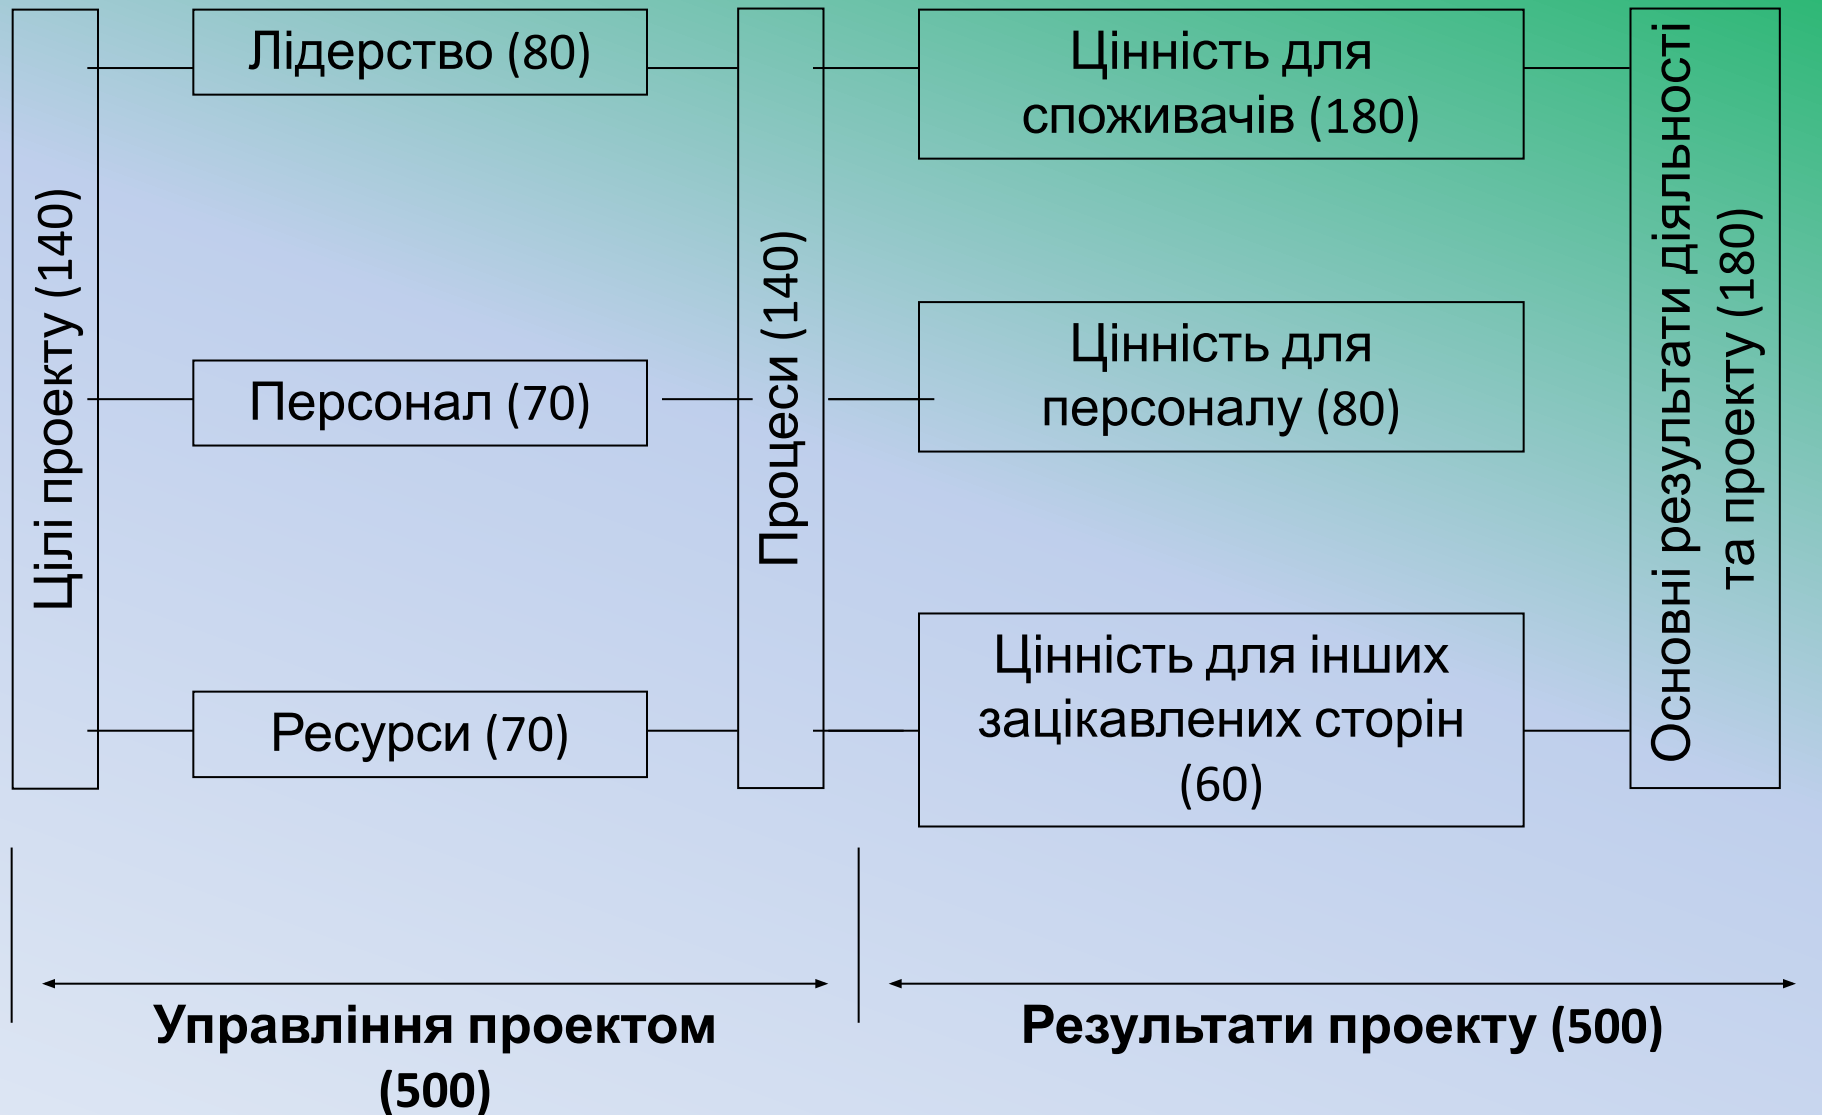 Цілі проекту (140)
Лідерство (80)
Персонал (70)
Ресурси (70)
Процеси (140)
Цінність для
споживачів (180)
Цінність для
персоналу (80)
Цінність для інших
зацікавлених сторін
(60)
Основні результати діяльності
та проекту (180)
Управління проектом
(500)
Результати проекту (500)